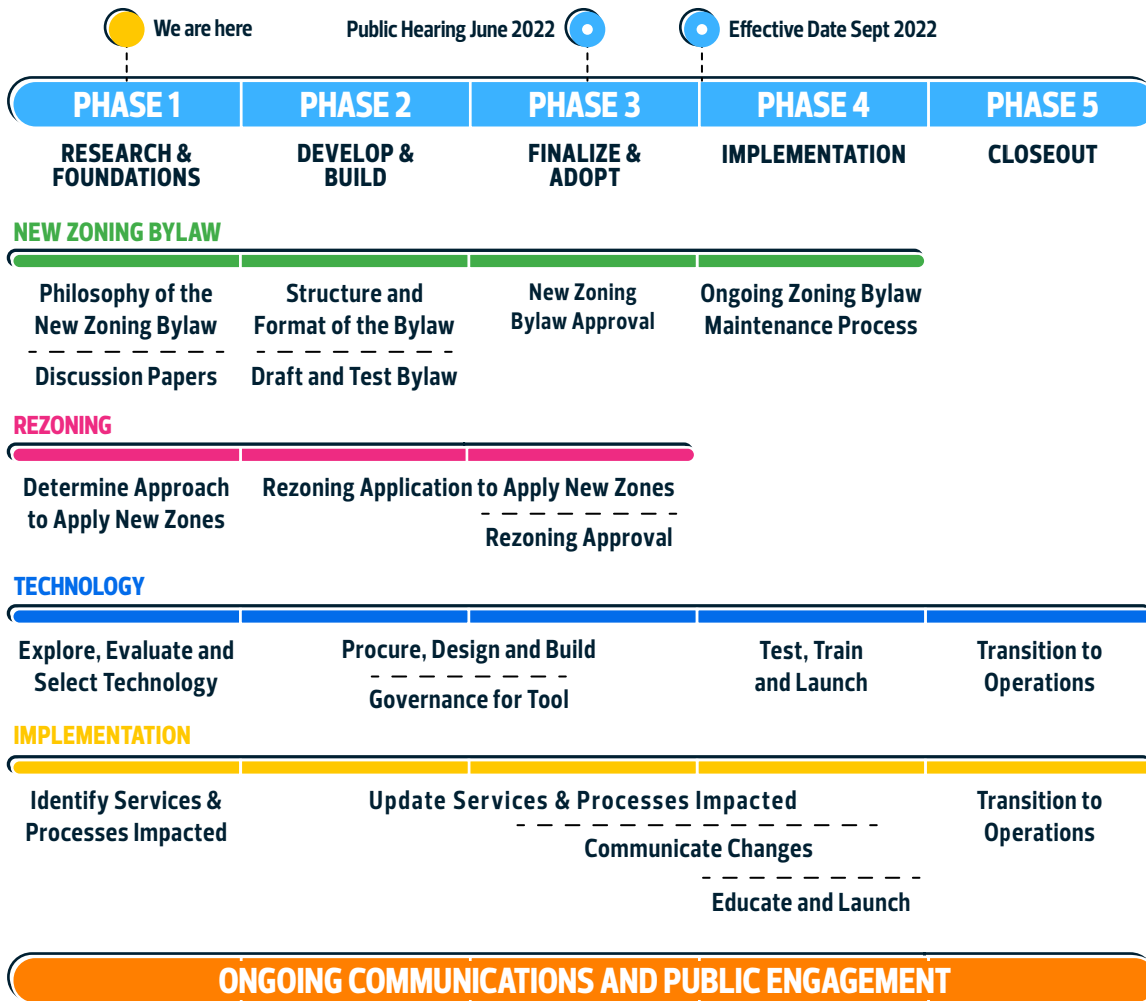 We are here
Public Hearing June 2022
Effective Date Sept 2022
PHASE 1
PHASE 2
PHASE 3
PHASE 4
PHASE 5
RESEARCH &
FOUNDATIONS
DEVELOP &
BUILD
FINALIZE &
ADOPT
IMPLEMENTATION
CLOSEOUT
NEW ZONING BYLAW
Philosophy of the
New Zoning Bylaw
Discussion Papers
Structure and
Format of the Bylaw
Draft and Test Bylaw
New Zoning
Bylaw Approval
Ongoing Zoning Bylaw
Maintenance Process
REZONING
Determine Approach
to Apply New Zones
Rezoning Application to Apply New Zones
Rezoning Approval
TECHNOLOGY
Explore, Evaluate and
Select Technology
Procure, Design and Build
Governance for Tool
Test, Train
and Launch
Transition to
Operations
IMPLEMENTATION
Identify Services &
Processes Impacted
Update Services & Processes Impacted
Communicate Changes
Educate and Launch
Transition to
Operations
ONGOING COMMUNICATIONS AND PUBLIC ENGAGEMENT